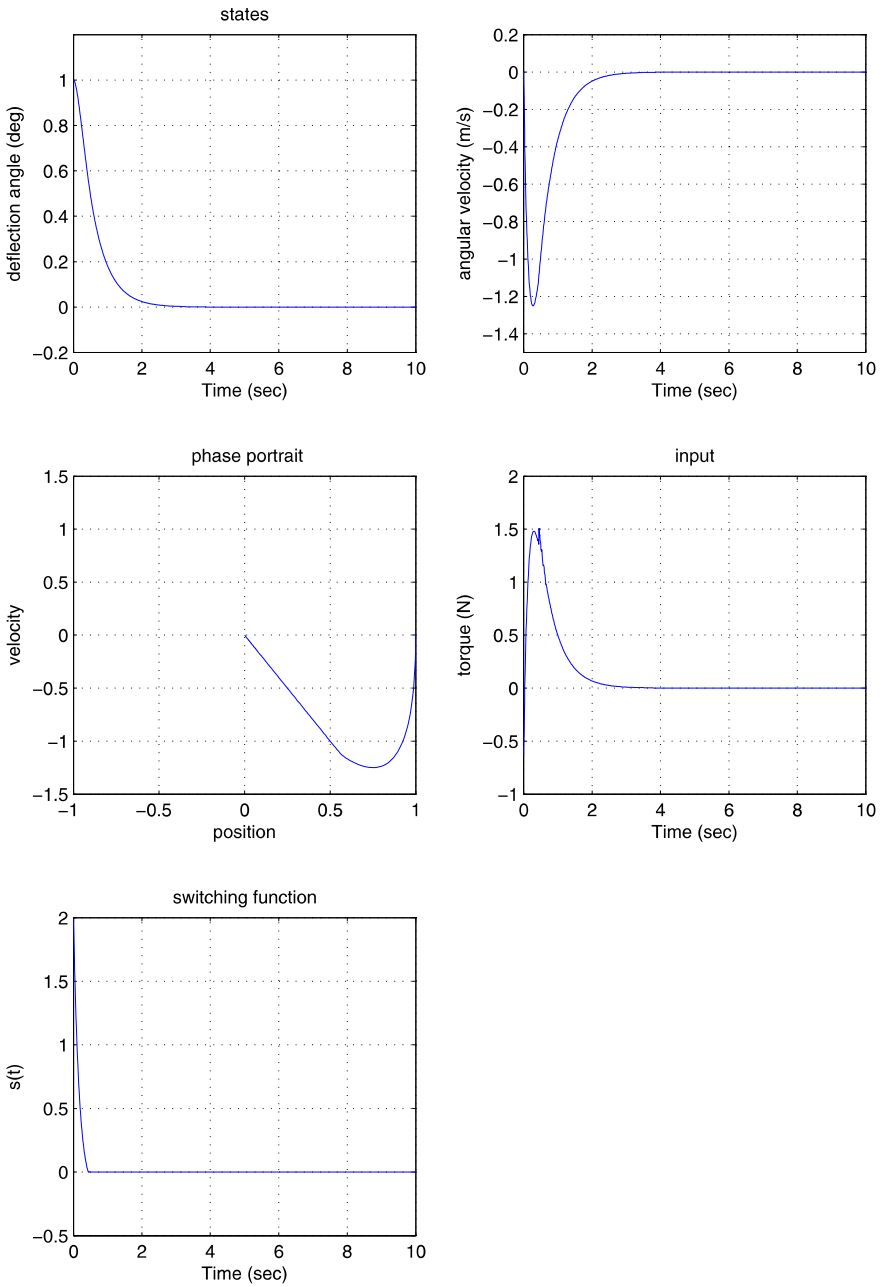 states
deflection angle (deg)
1
0.8
0.6
0.4
0.2
0
−0.2
0 2 4 6 8 10
Time (sec)
angular velocity (m/s)
0.2
0
−0.2
−0.4
−0.6
−0.8
−1
−1.2
−1.4
0 2 4 6 8 10
Time (sec)
phase portrait
velocity
1.5
1
0.5
0
−0.5
−1
−1.5
−1 −0.5 0 0.5 1
position
input
torque (N)
2
1.5
1
0.5
0
−0.5
−1
0 2 4 6 8 10
Time (sec)
switching function
s(t)
2
1.5
1
0.5
0
−0.5
0 2 4 6 8 10
Time (sec)